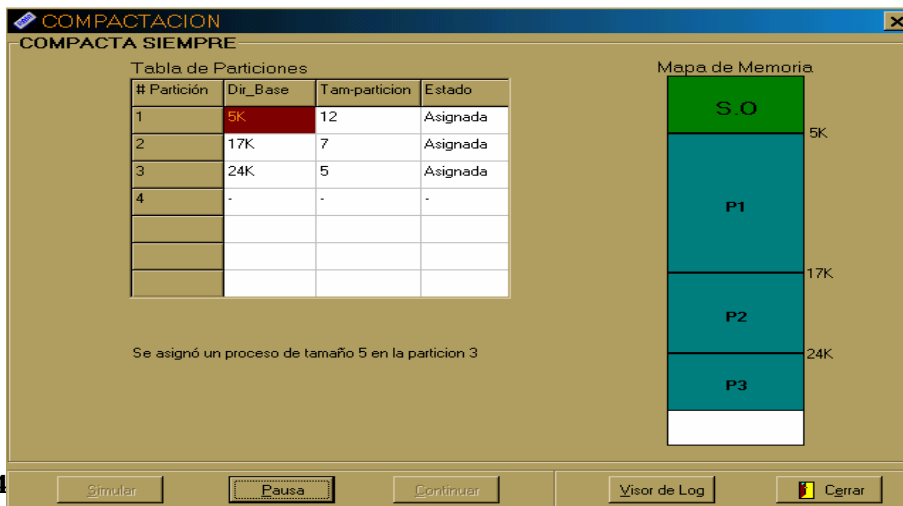 COMPACTACION
COMPACTA SIEMPRE
Tabla de Particiones
# Partición Dir_Base Tam-particion Estado
1 5K 12 Asignada
2 17K 7 Asignada
3 24K 5 Asignada
4 - - -
Se asignó un proceso de tamaño 5 en la particion 3
Mapa de Memoria
S.O
5K
P1
17K
P2
24K
P3
4
Simular Pausa Continuar Visor de Log Cerrar